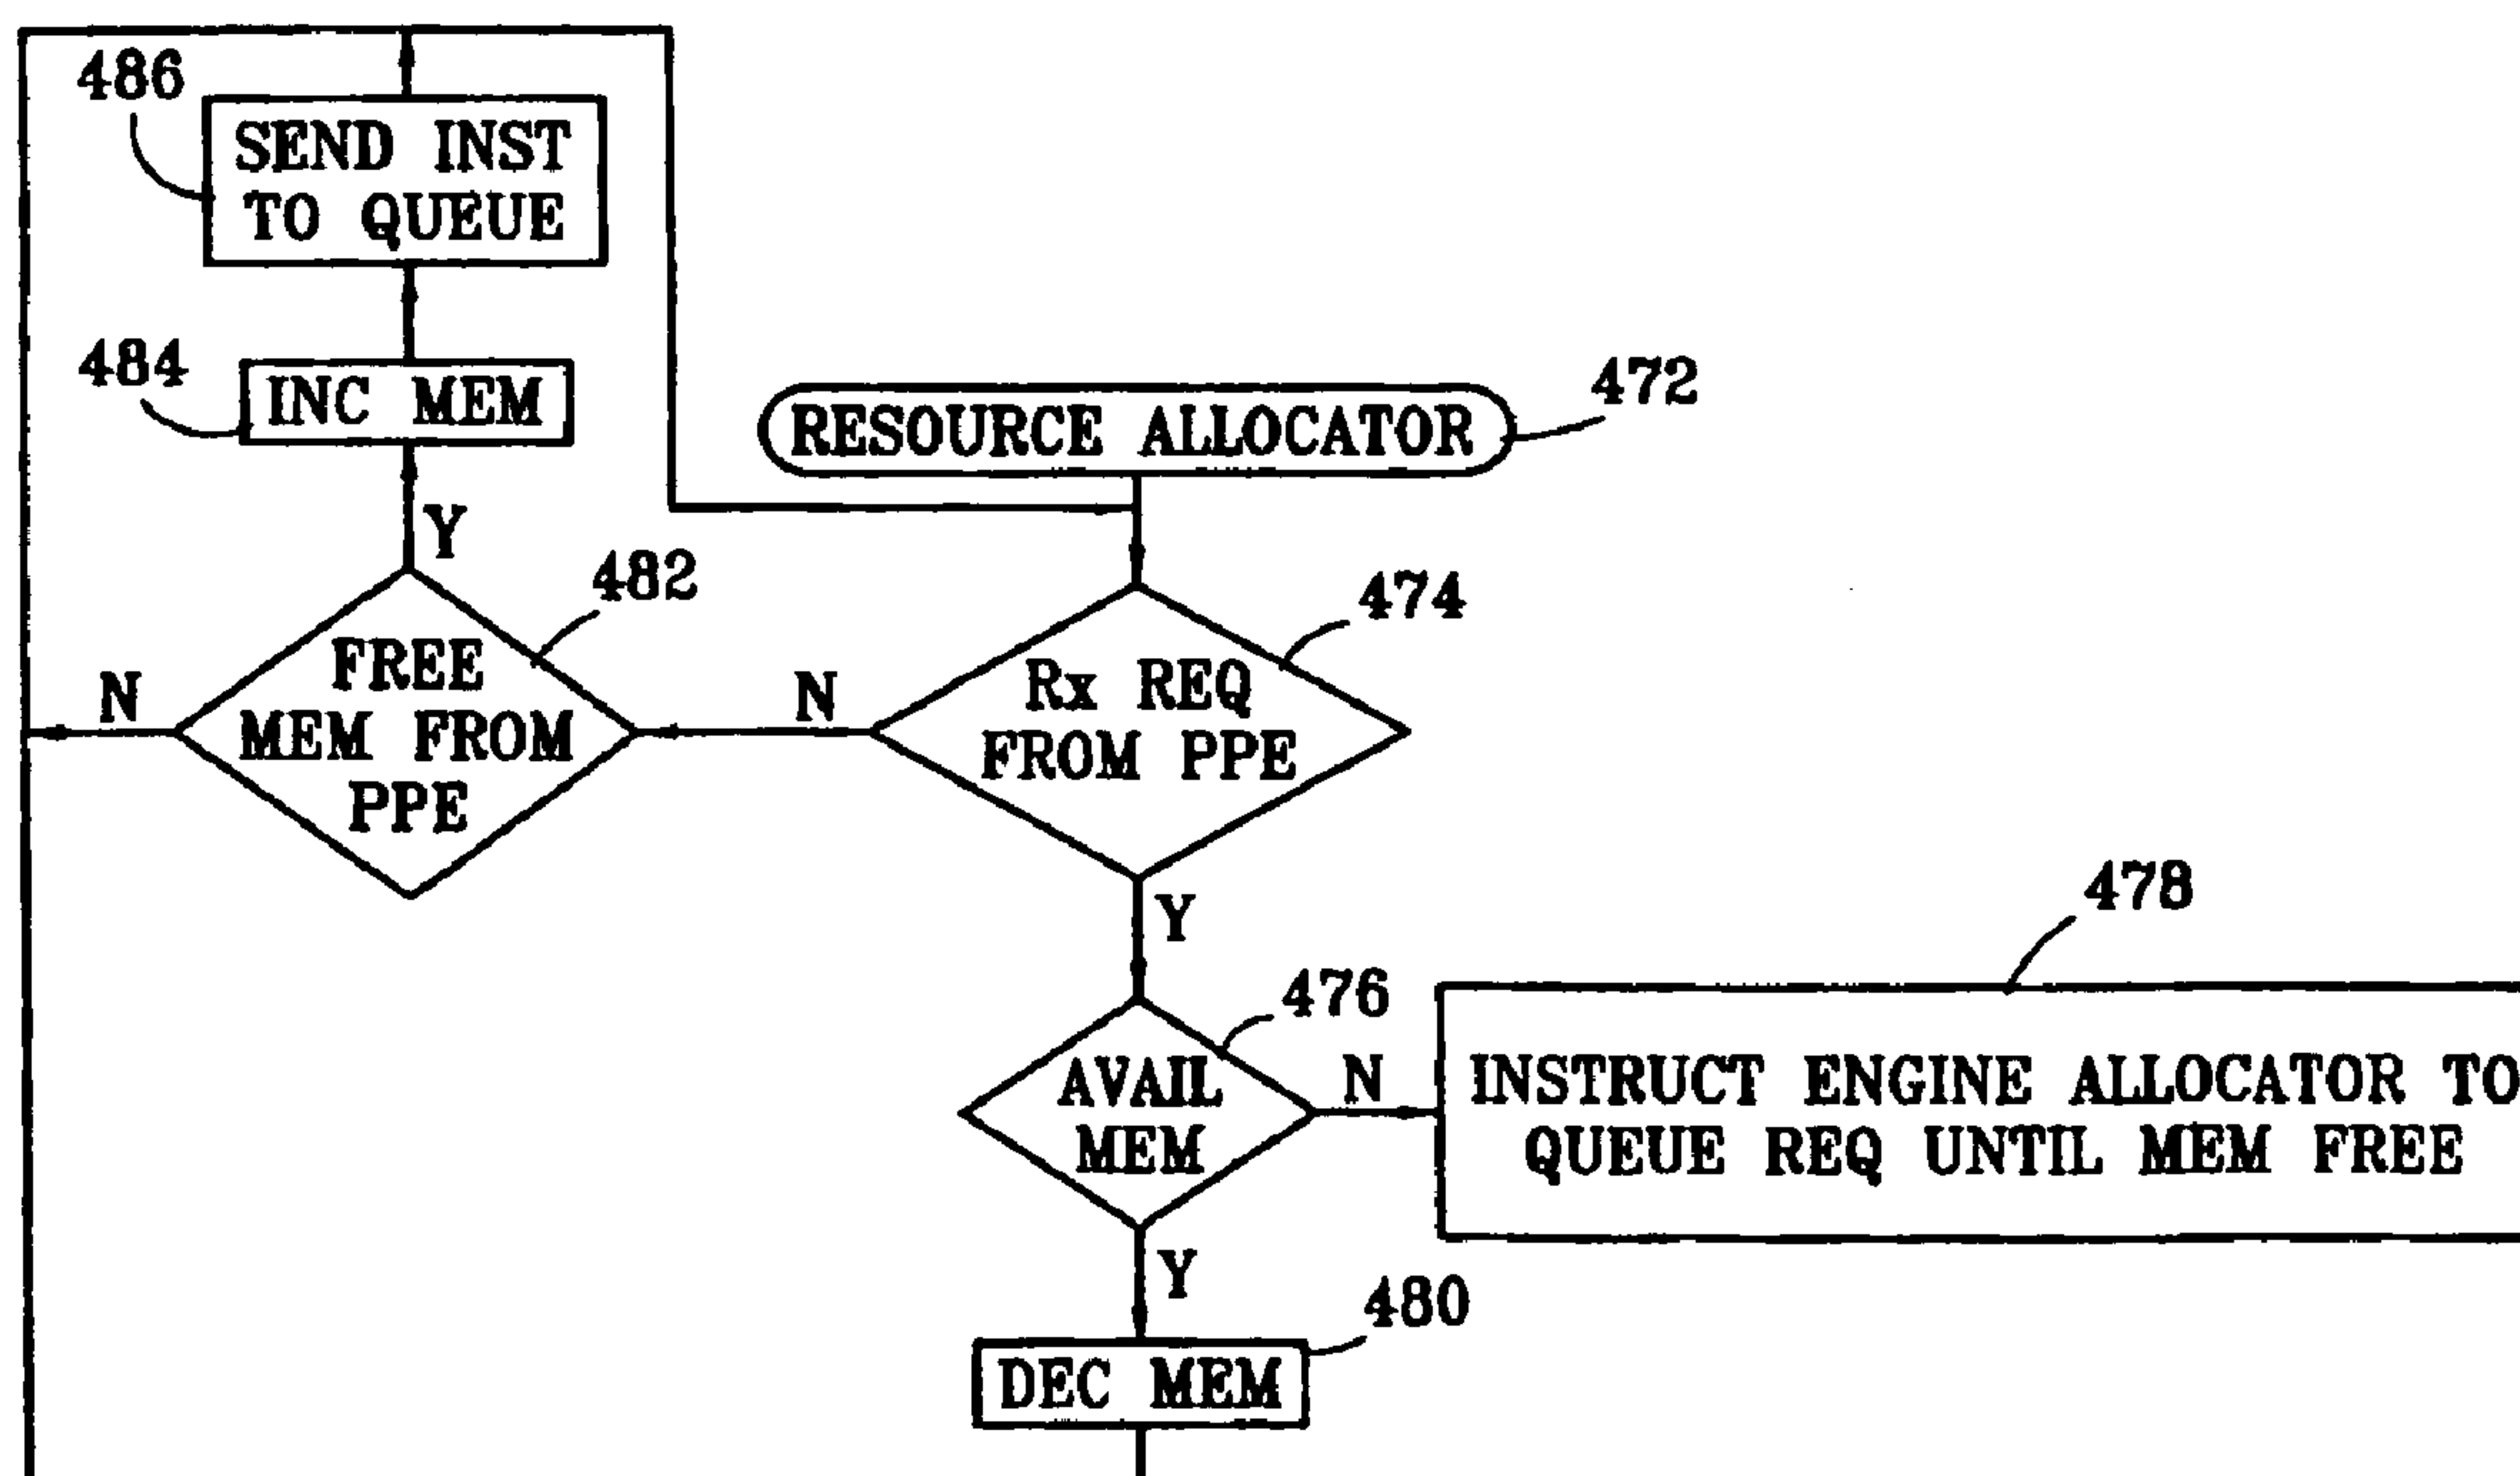 486
SEND INST
TO QUEUE
484
INC MEM
RESOURCE ALLOCATOR
472
Y
482
474
FREE
MEM FROM
PPE
N
N
Rx REQ
FROM PPE
Y
478
476
AVAIL
MEM
N
INSTRUCT ENGINE ALLOCATOR TO
QUEUE REQ UNTIL MEM FREE
Y
480
DEC MEM